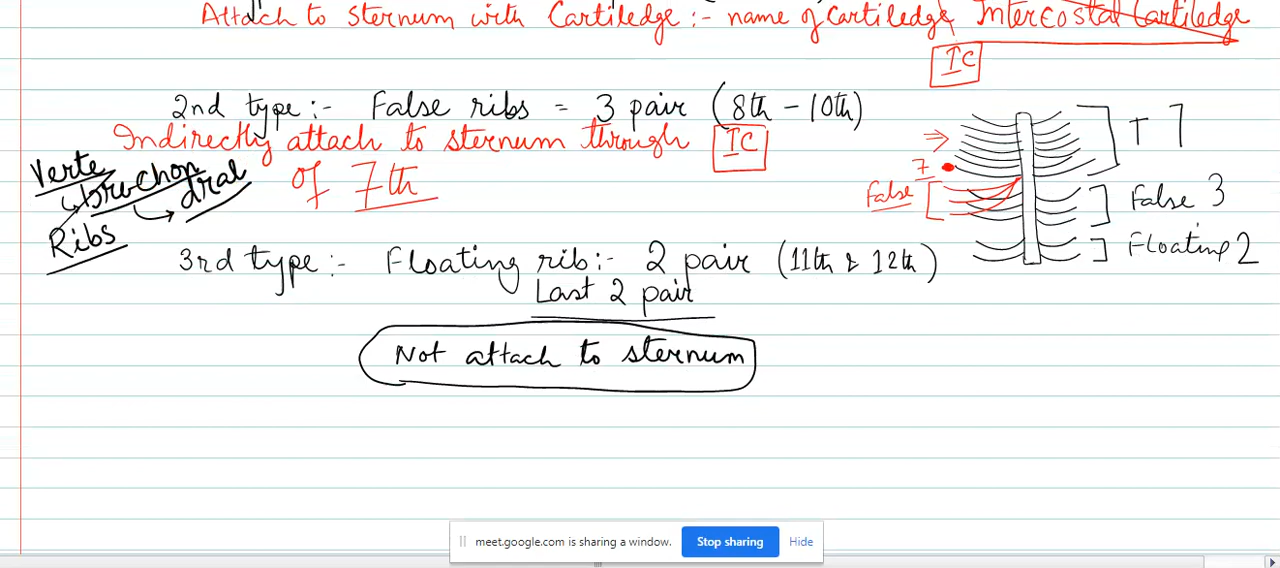 Attach to sternum with Cartiledge :- name of Cartiledge Intercostal Cartiledge
IC
2nd type :- False ribs = 3 pair (8th - 10th)
Indirectly attach to sternum through IC
of 7th
Verte
brochon
dral
Ribs
3rd type :- Floating rib :- 2 pair (11th & 12th)
Last 2 pair
Not attach to sternum
T 7
7
False
False 3
Floating 2
meet.google.com is sharing a window. Stop sharing Hide